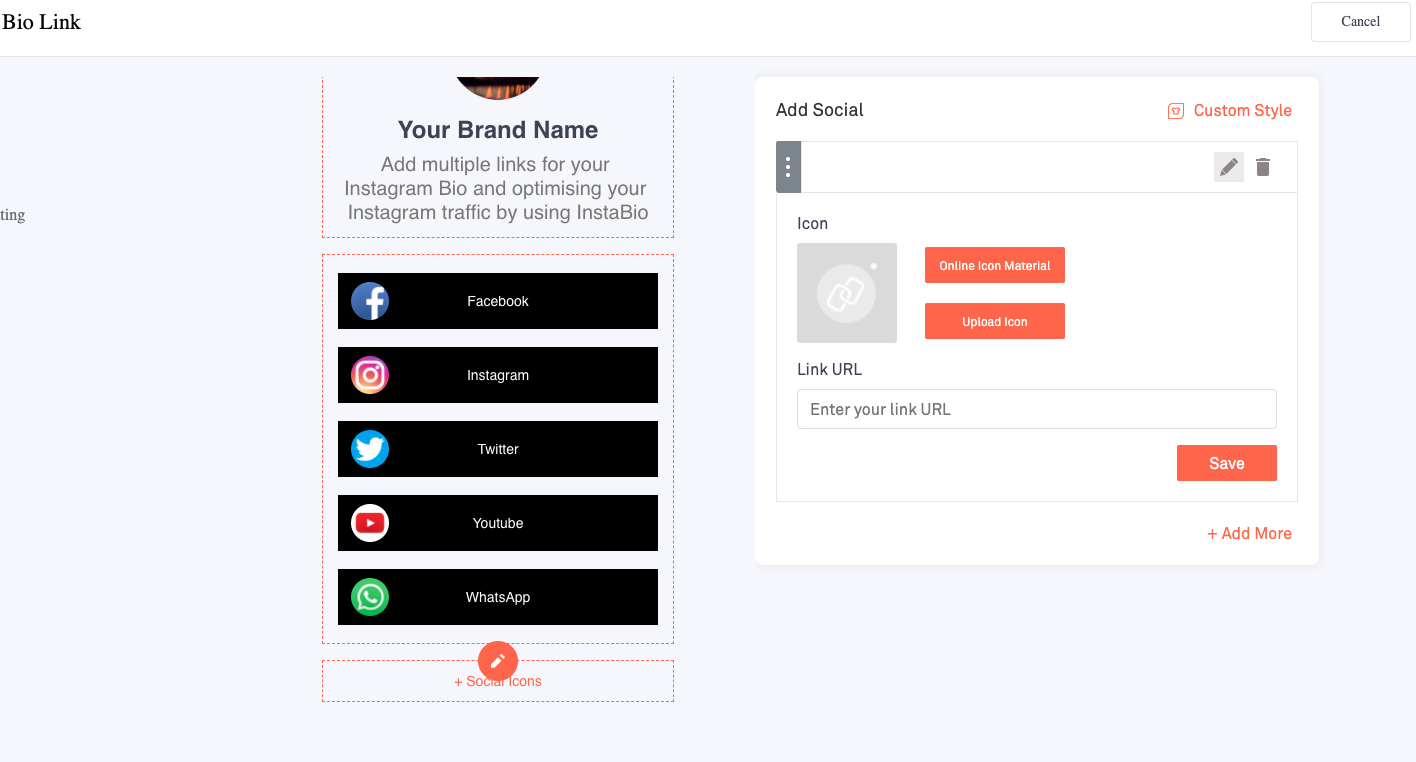 Bio Link
Cancel
ting
Your Brand Name
Add multiple links for your
Instagram Bio and optimising your
Instagram traffic by using InstaBio
Facebook
Instagram
Twitter
Youtube
WhatsApp
+ Social Icons
Add Social
Custom Style
Icon
Online Icon Material
Upload Icon
Link URL
Enter your link URL
Save
+ Add More